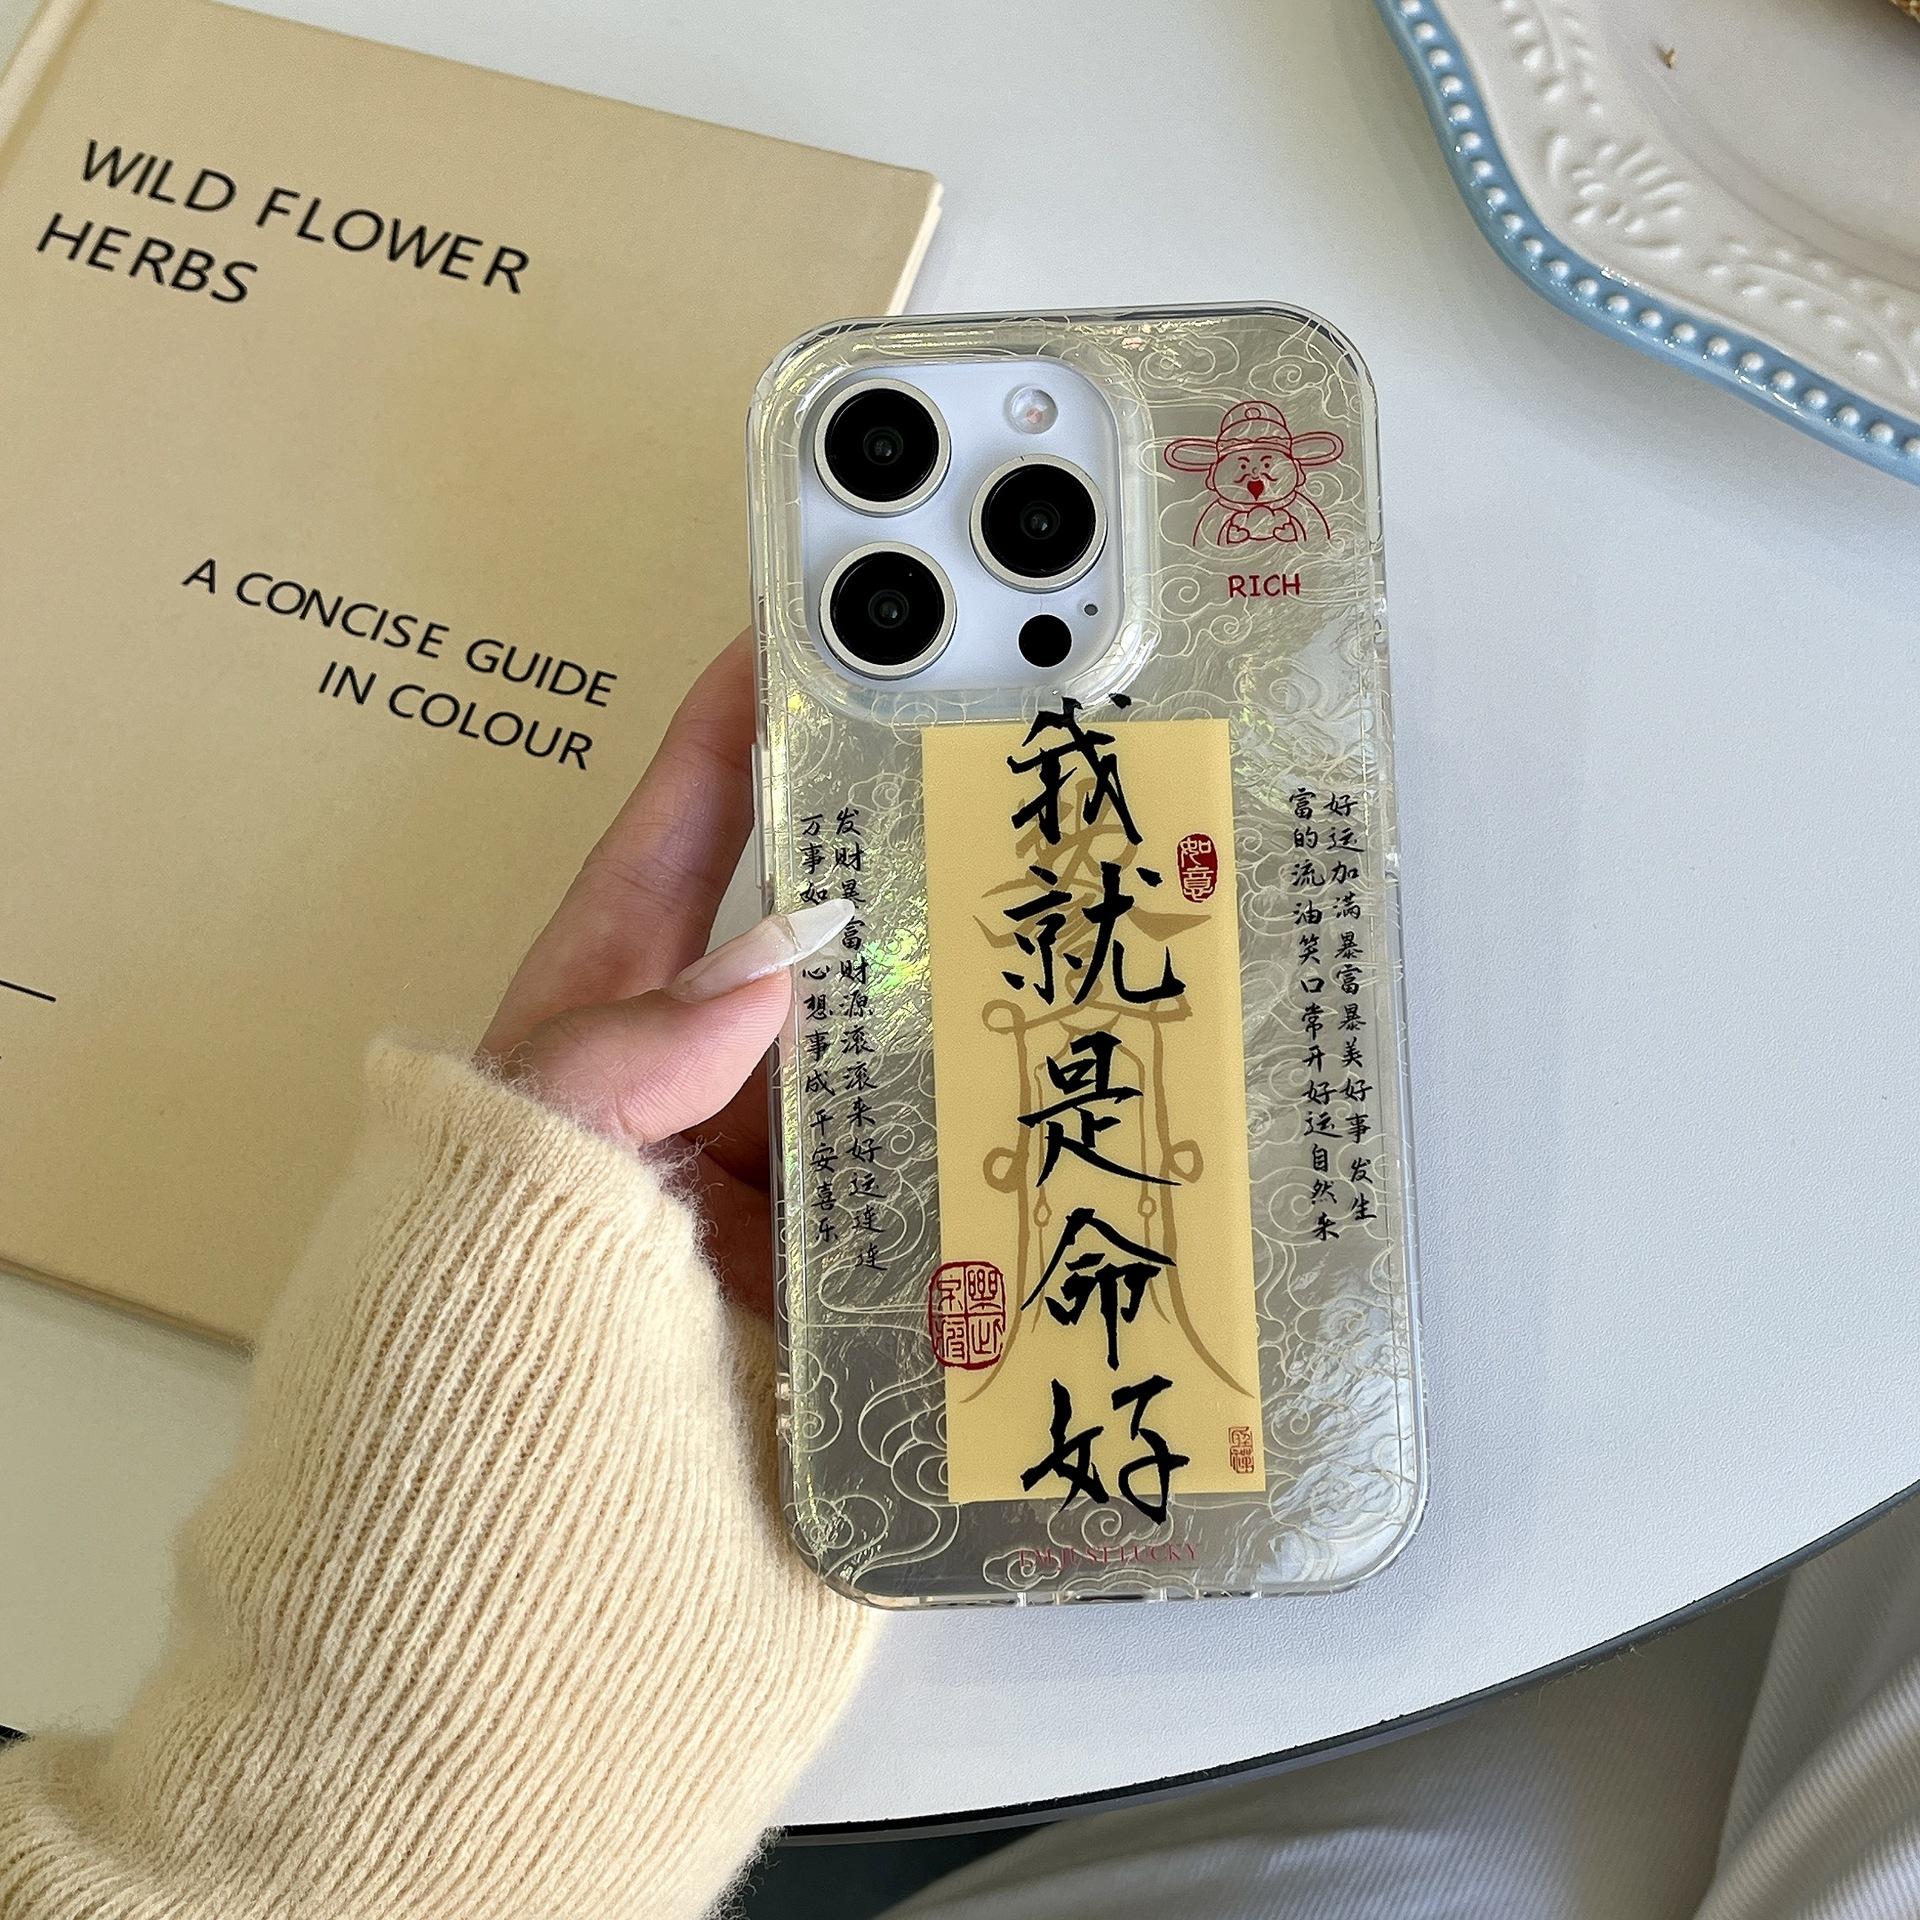 WILD FLOWER
HERBS
A CONCISE GUIDE
IN COLOUR
RICH
我就是命好
如意
好运加满暴富暴美好事发生
富的流油笑口常开好运自然来
发财暴富财源滚滚来好运连连
万事如心想事成平安喜乐
I'M JUST LUCKY